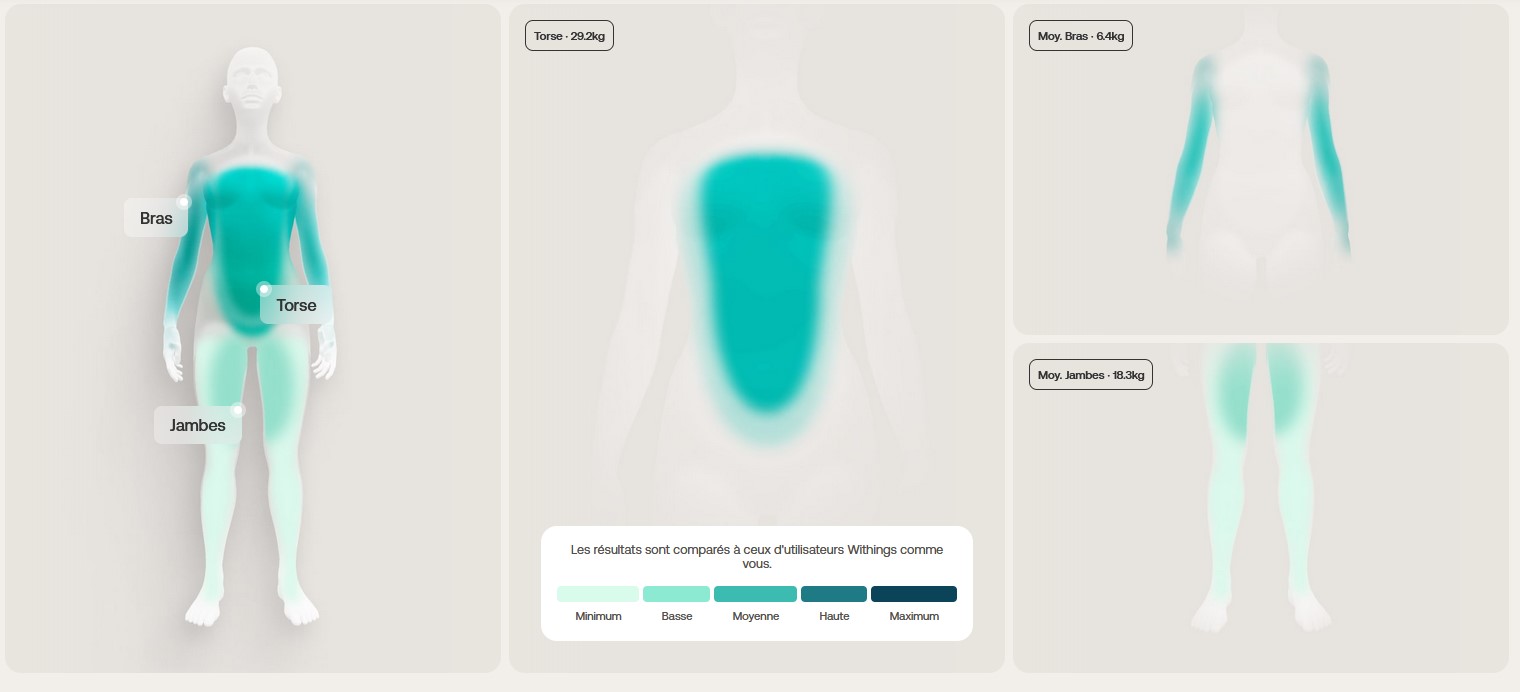 Bras
Torse
Jambes
Torse · 29.2kg
Les résultats sont comparés à ceux d'utilisateurs Withings comme
vous.
Minimum
Basse
Moyenne
Haute
Maximum
Moy. Bras · 6.4kg
Moy. Jambes · 18.3kg